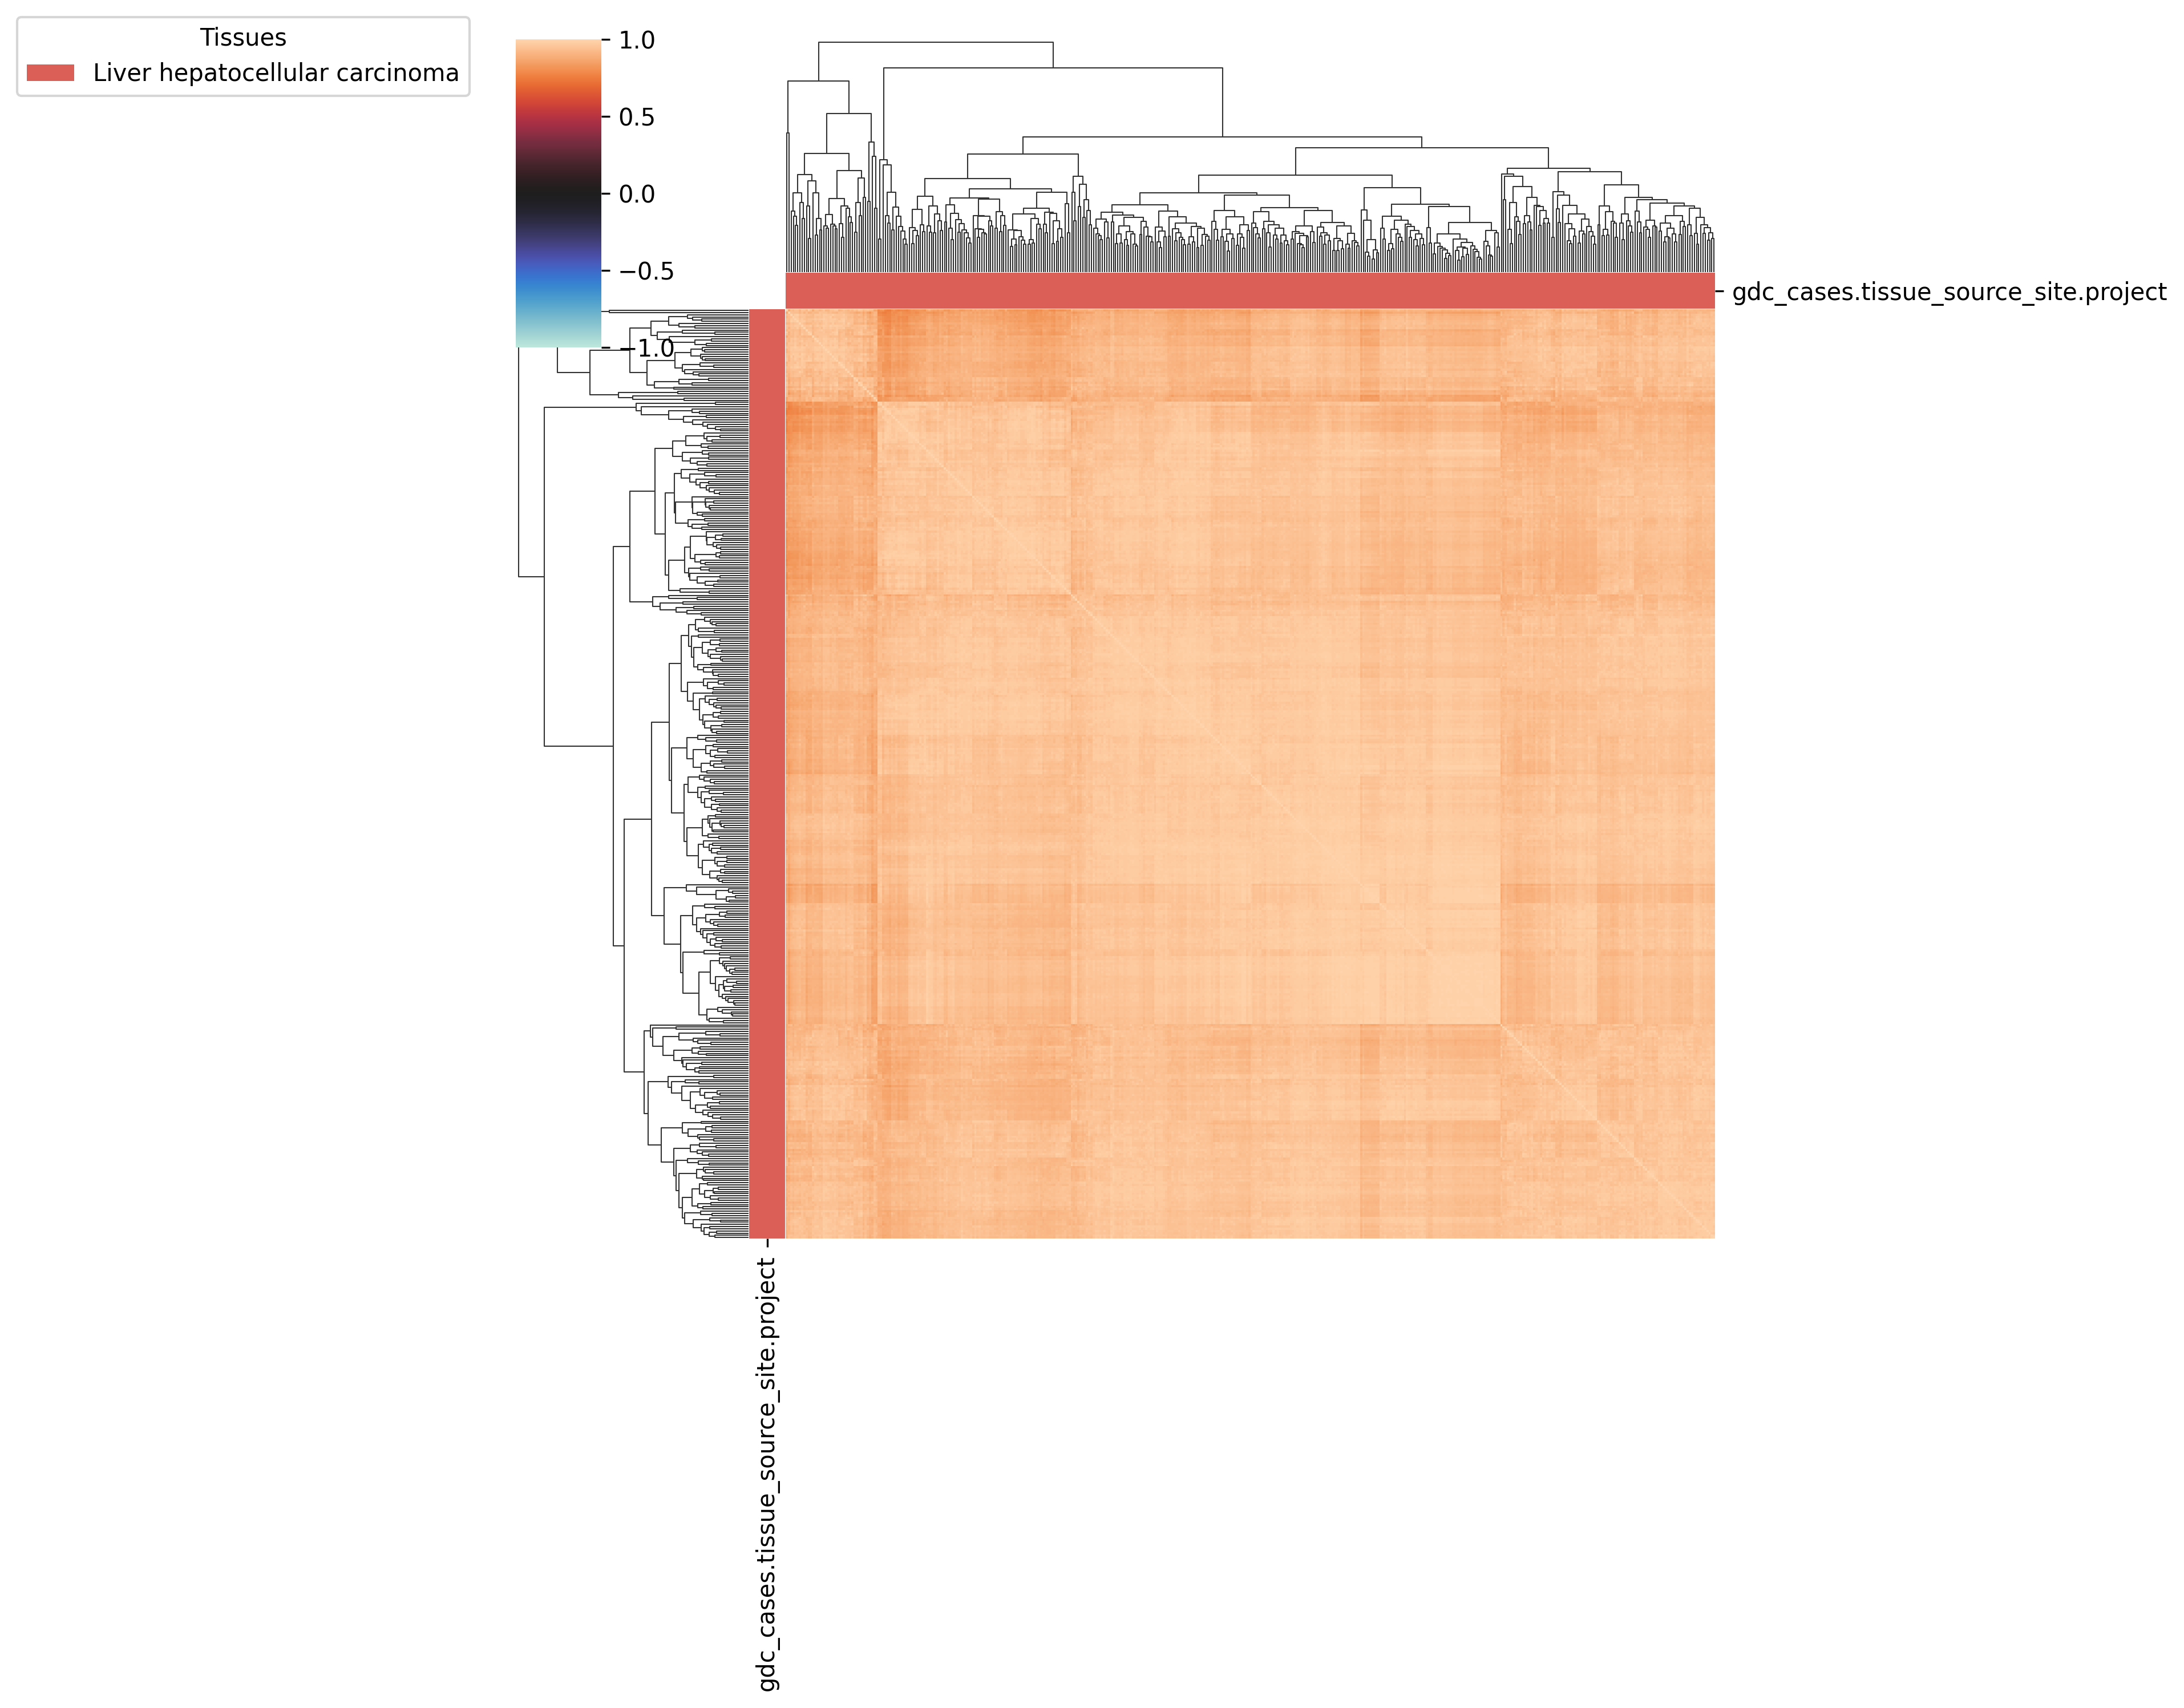 Tissues
Liver hepatocellular carcinoma
1.0
0.5
0.0
−0.5
−1.0
gdc_cases.tissue_source_site.project
gdc_cases.tissue_source_site.project